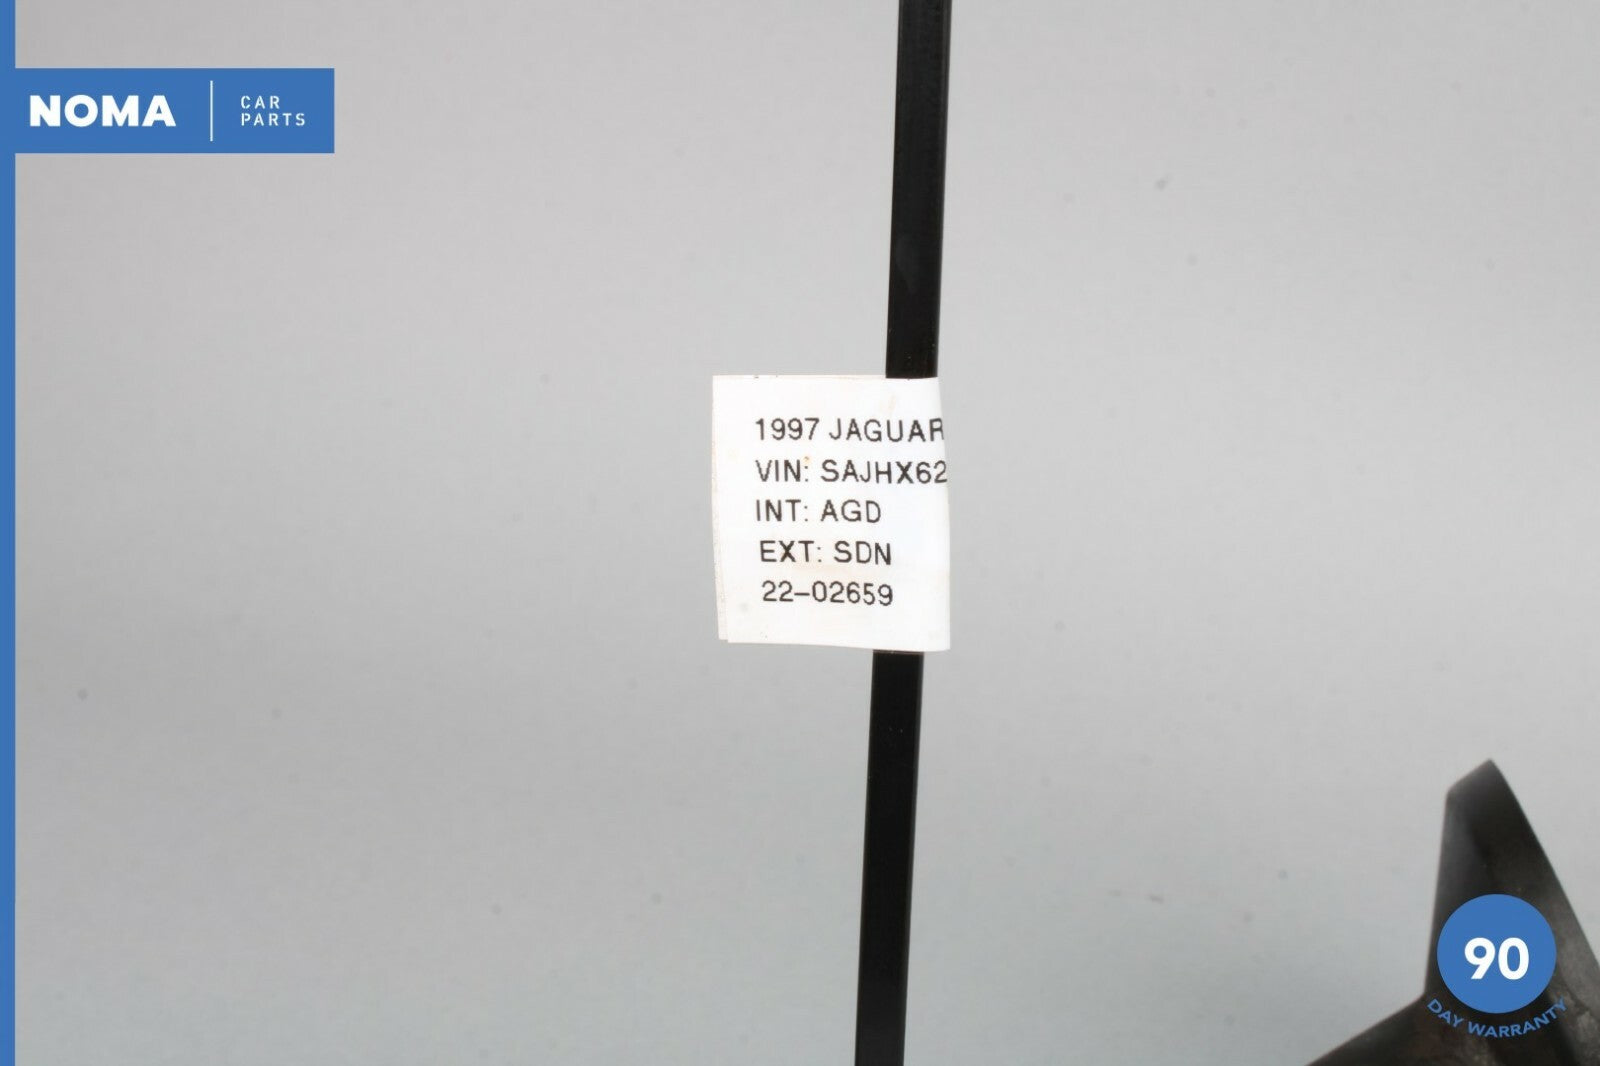 NOMA
CAR
PARTS
1997 JAGUAR
VIN: SAJHX62
INT: AGD
EXT: SDN
22-02659
90
DAY WARRANTY